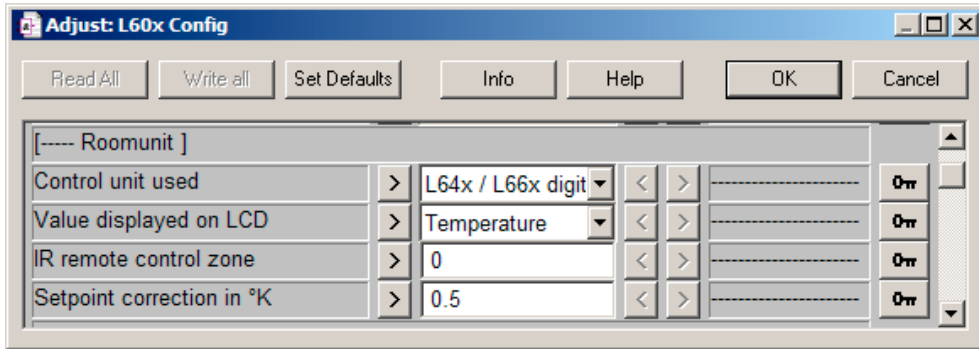 Adjust: L60x Config
Read All Write all Set Defaults Info Help OK Cancel
[----- Roomunit ]
Control unit used > L64x / L66x digit < > ----------------------
Value displayed on LCD > Temperature < > ----------------------
IR remote control zone > 0 < > ----------------------
Setpoint correction in °K > 0.5 < > ----------------------